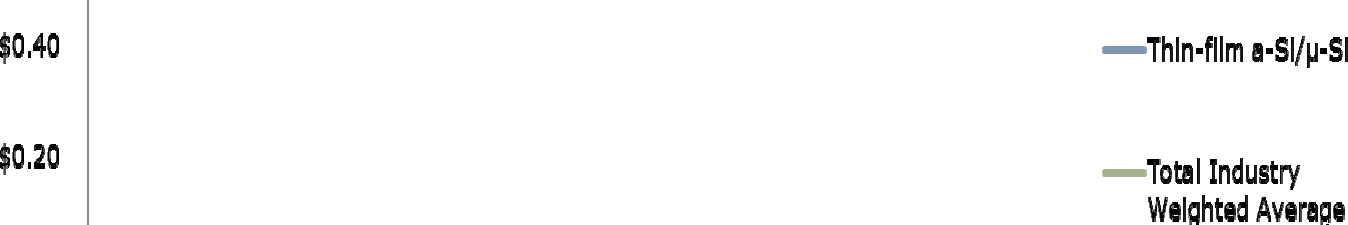 $0.40
Thin-film a-Si/µ-Si
$0.20
Total Industry
Weighted Average